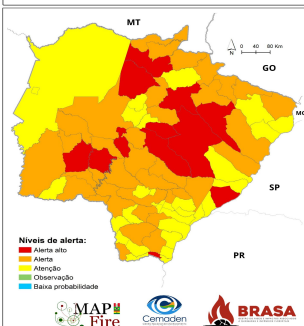 MT
N
0 40 80 Km
GO
MG
SP
PR
Níveis de alerta:
Alerta alto
Alerta
Atenção
Observação
Baixa probabilidade
MAP
Fire
Cemaden
BRASA